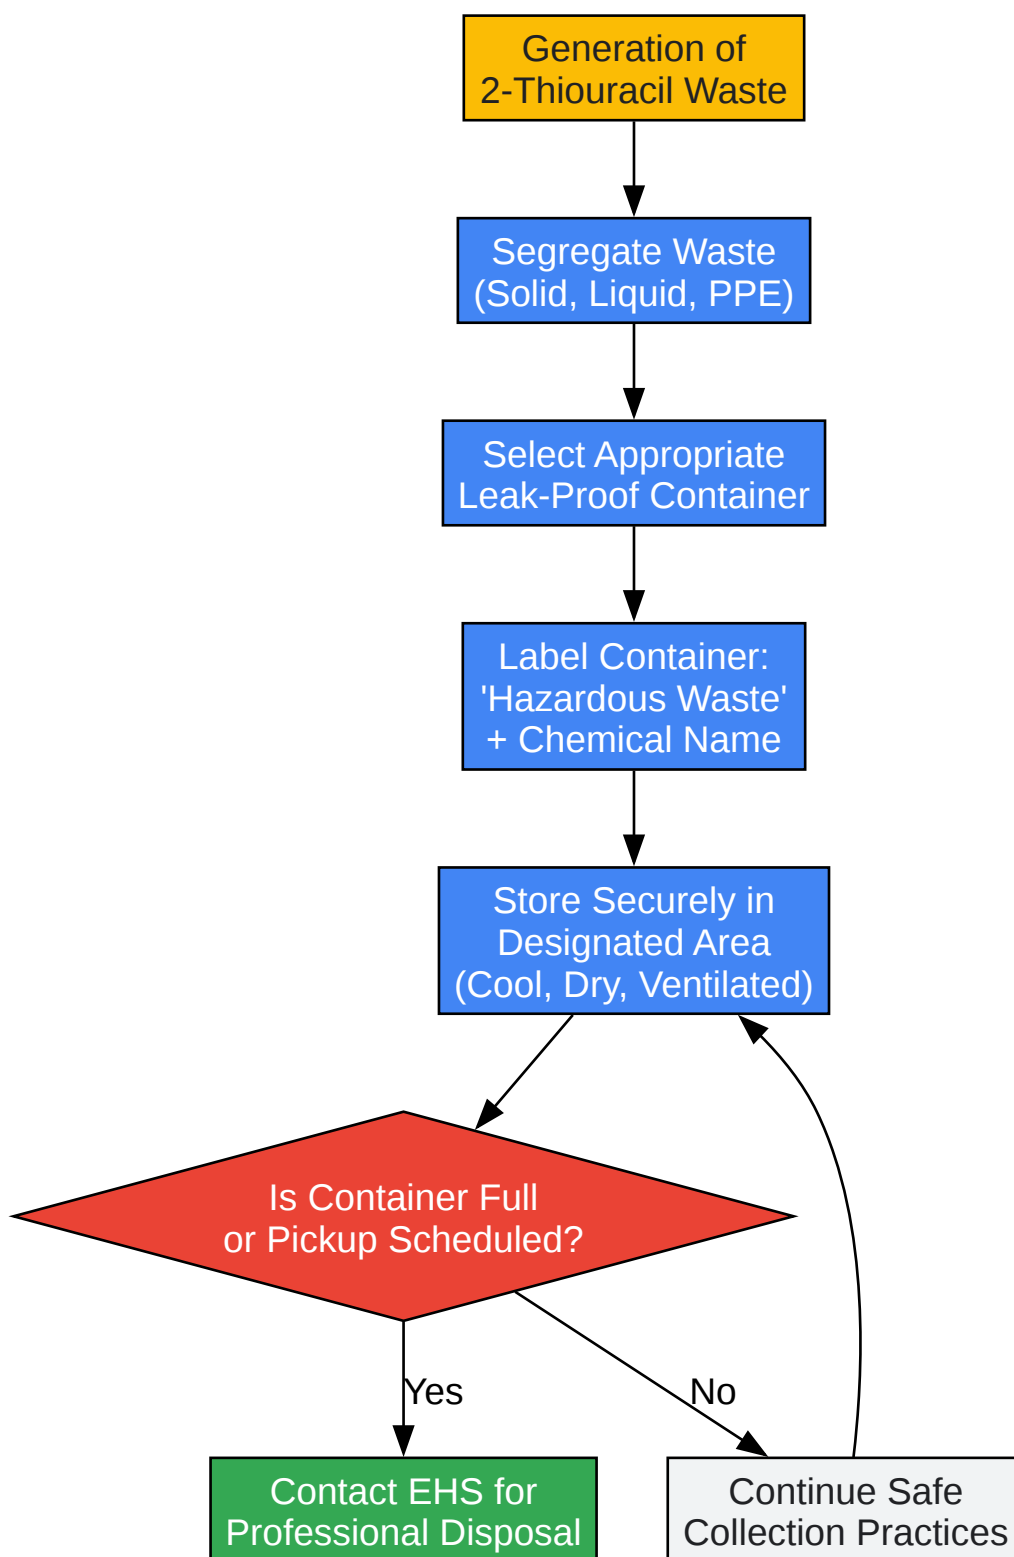 Generation of
2-Thiouracil Waste
Segregate Waste
(Solid, Liquid, PPE)
Select Appropriate
Leak-Proof Container
Label Container:
'Hazardous Waste'
+ Chemical Name
Store Securely in
Designated Area
(Cool, Dry, Ventilated)
Is Container Full
or Pickup Scheduled?
Yes
No
Contact EHS for
Professional Disposal
Continue Safe
Collection Practices